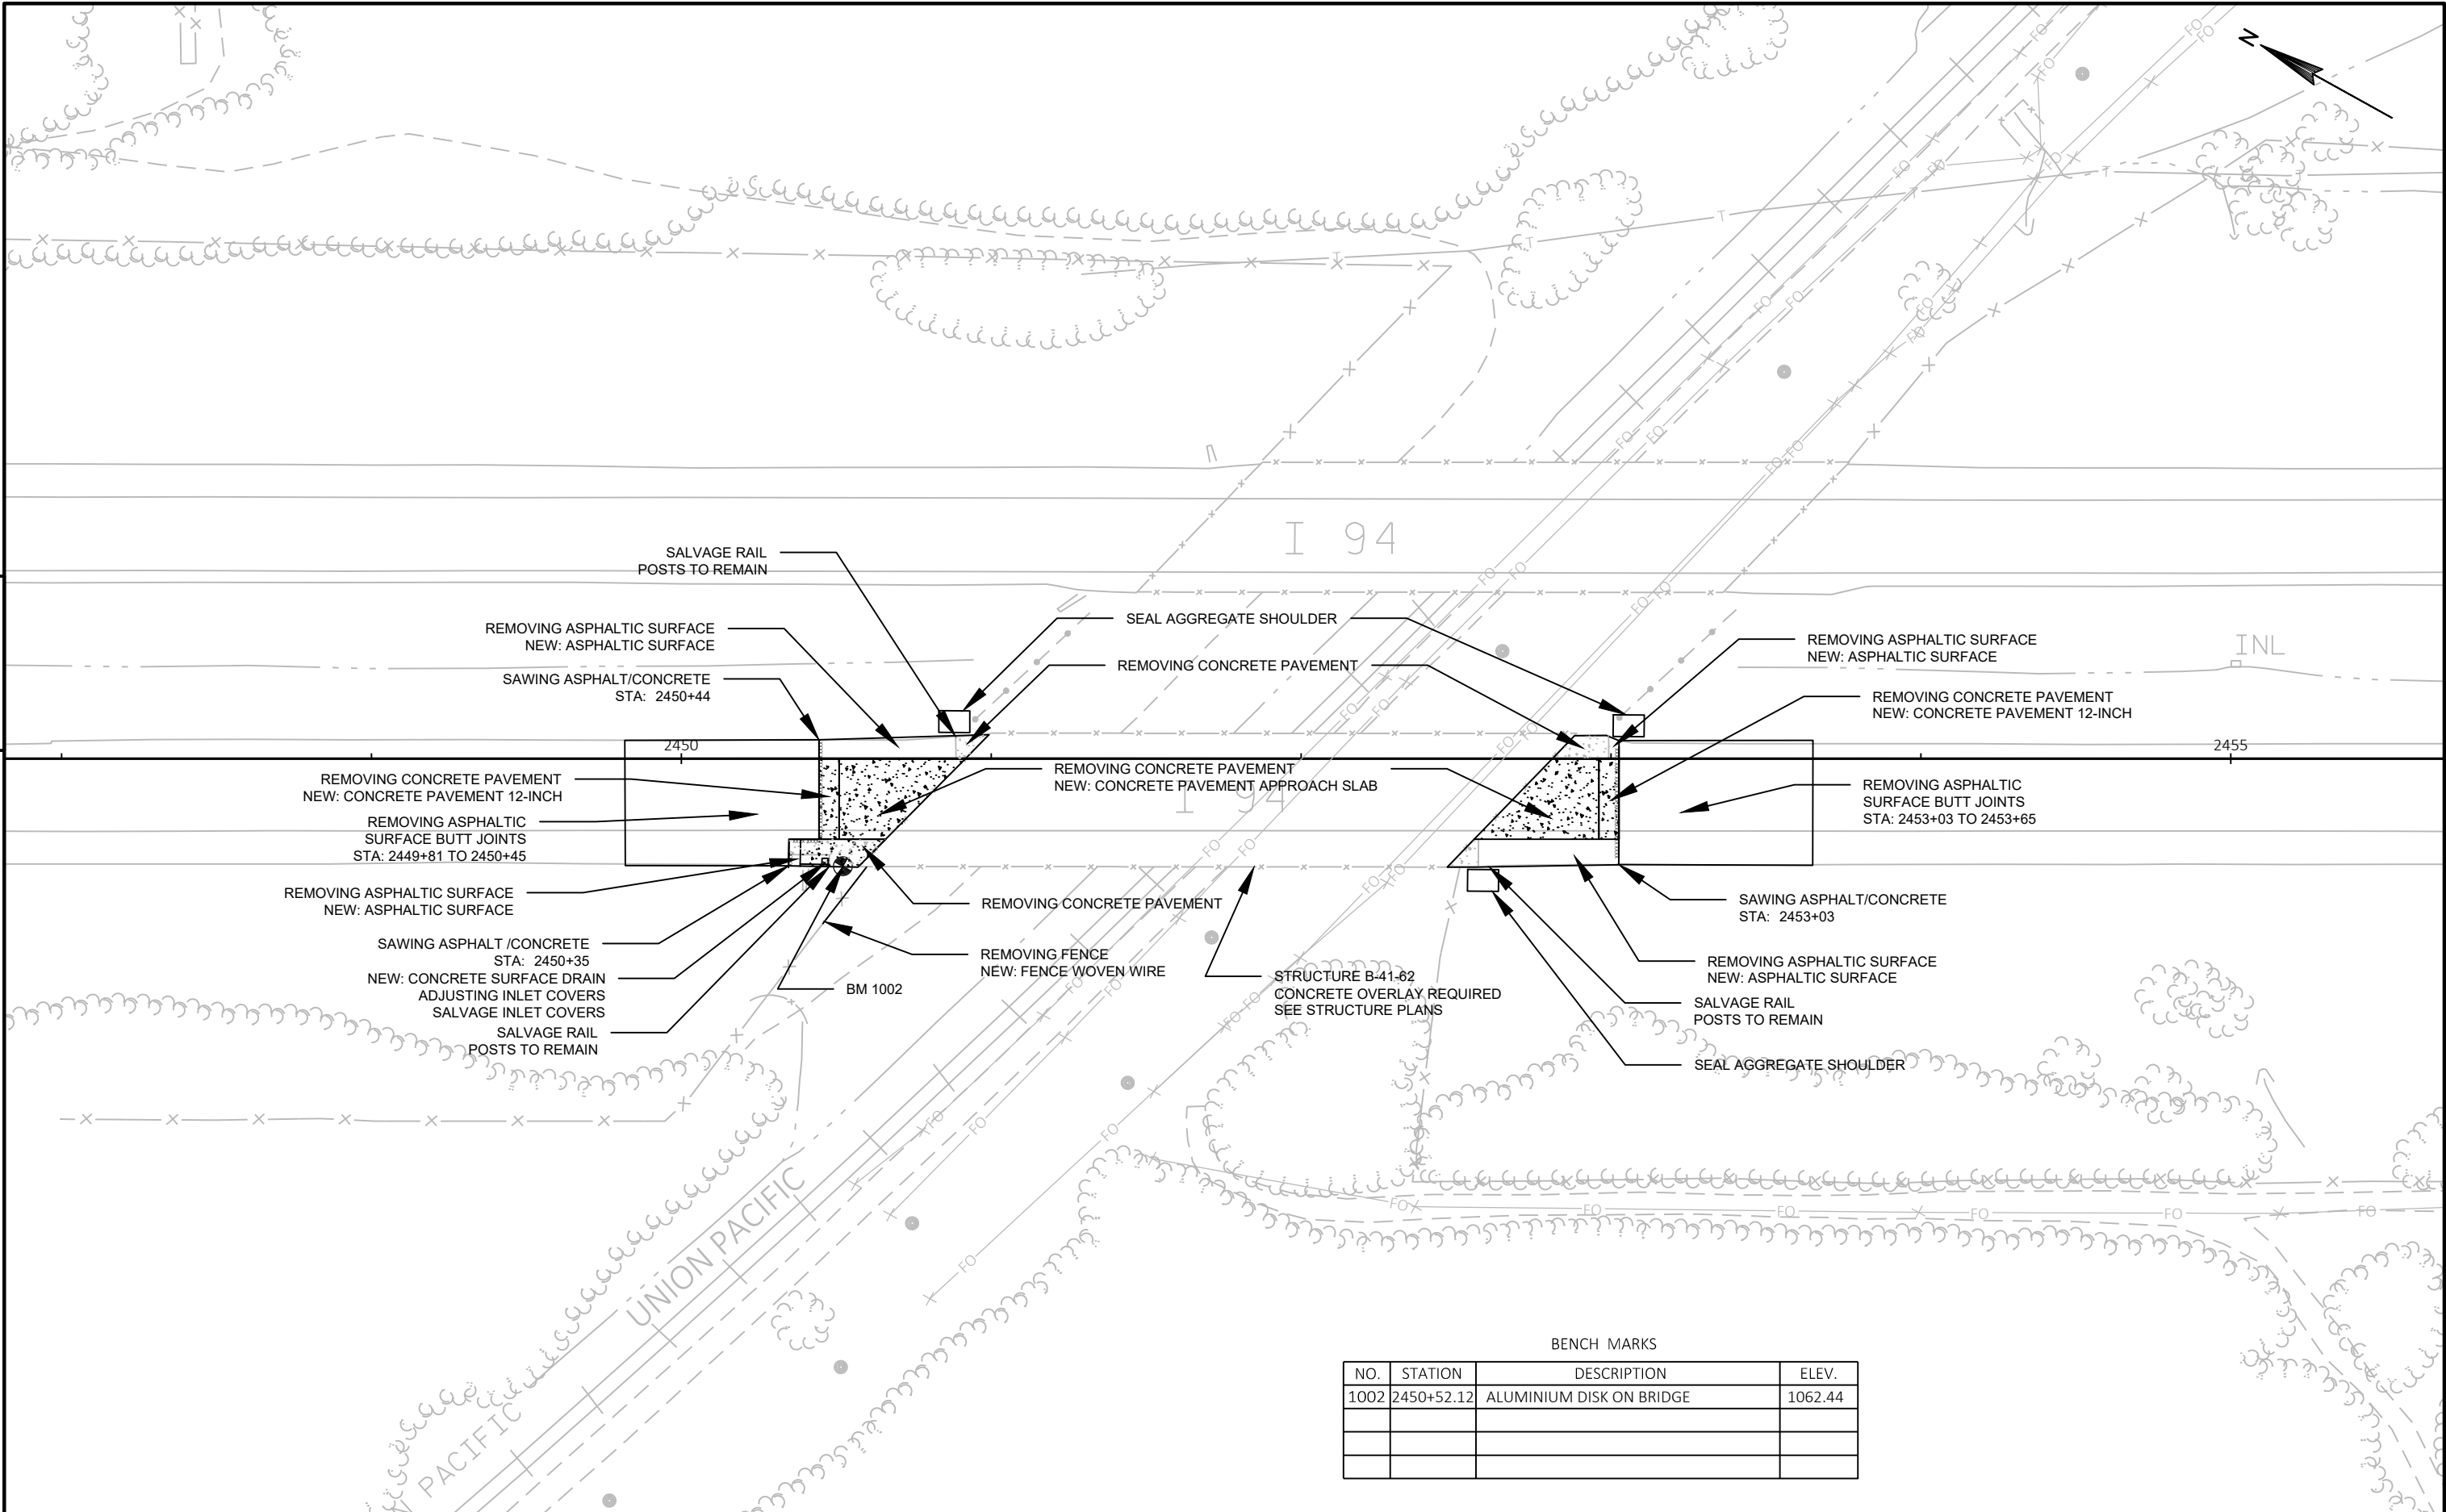 N
I 94
SALVAGE RAIL
POSTS TO REMAIN
SEAL AGGREGATE SHOULDER
REMOVING ASPHALTIC SURFACE
NEW: ASPHALTIC SURFACE
REMOVING CONCRETE PAVEMENT
REMOVING ASPHALTIC SURFACE
NEW: ASPHALTIC SURFACE
INL
SAWING ASPHALT/CONCRETE
STA: 2450+44
REMOVING CONCRETE PAVEMENT
NEW: CONCRETE PAVEMENT 12-INCH
2450
2455
REMOVING CONCRETE PAVEMENT
NEW: CONCRETE PAVEMENT 12-INCH
REMOVING CONCRETE PAVEMENT
NEW: CONCRETE PAVEMENT APPROACH SLAB
I 94
REMOVING ASPHALTIC
SURFACE BUTT JOINTS
STA: 2453+03 TO 2453+65
REMOVING ASPHALTIC
SURFACE BUTT JOINTS
STA: 2449+81 TO 2450+45
REMOVING ASPHALTIC SURFACE
NEW: ASPHALTIC SURFACE
REMOVING CONCRETE PAVEMENT
SAWING ASPHALT/CONCRETE
STA: 2453+03
SAWING ASPHALT /CONCRETE
STA: 2450+35
NEW: CONCRETE SURFACE DRAIN
ADJUSTING INLET COVERS
SALVAGE INLET COVERS
SALVAGE RAIL
POSTS TO REMAIN
BM 1002
REMOVING FENCE
NEW: FENCE WOVEN WIRE
STRUCTURE B-41-62
CONCRETE OVERLAY REQUIRED
SEE STRUCTURE PLANS
REMOVING ASPHALTIC SURFACE
NEW: ASPHALTIC SURFACE
SALVAGE RAIL
POSTS TO REMAIN
SEAL AGGREGATE SHOULDER
UNION PACIFIC
PACIFIC
BENCH MARKS
NO. STATION DESCRIPTION ELEV.
1002 2450+52.12 ALUMINIUM DISK ON BRIDGE 1062.44